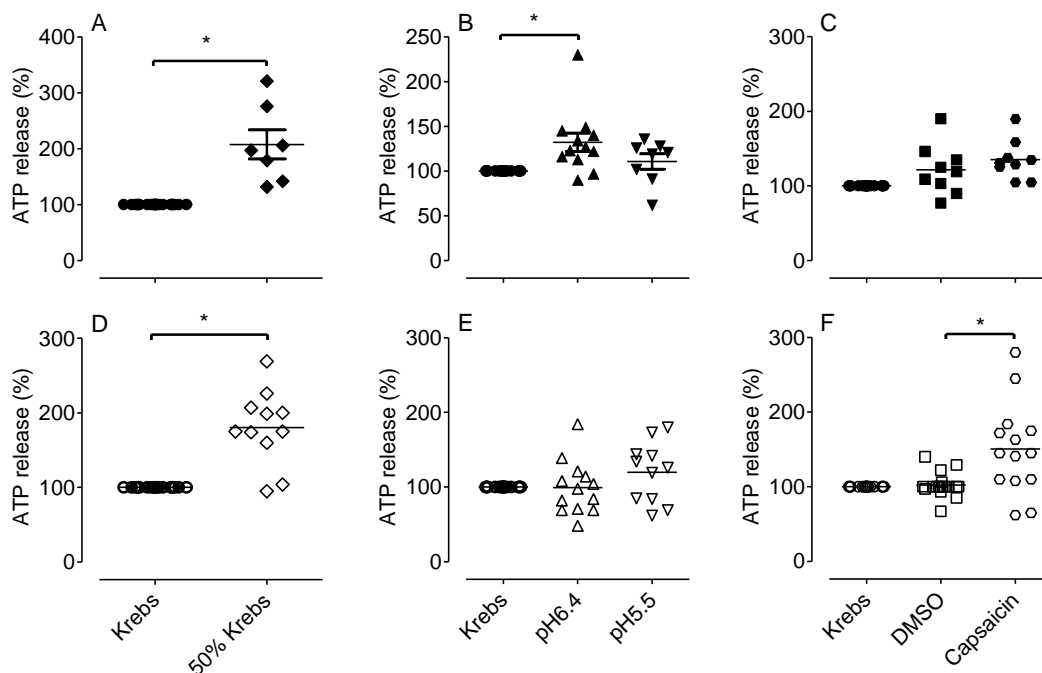 A
ATP release (%)
400
300
200
100
0
*
B
ATP release (%)
250
200
150
100
50
0
*
C
ATP release (%)
300
200
100
0
D
ATP release (%)
300
200
100
0
*
Krebs
50% Krebs
E
ATP release (%)
300
200
100
0
Krebs
pH6.4
pH5.5
F
ATP release (%)
300
200
100
0
*
Krebs
DMSO
Capsaicin